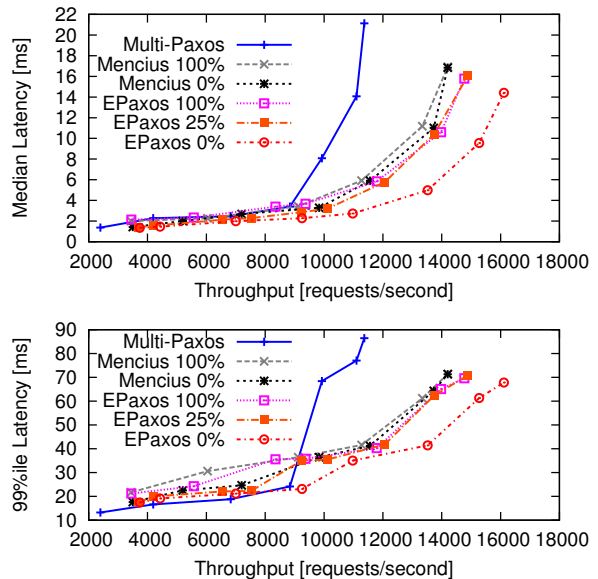 22
20
18
16
14
12
10
8
6
4
2
0
Median Latency [ms]
Multi-Paxos
Mencius 100%
Mencius 0%
EPaxos 100%
EPaxos 25%
EPaxos 0%
2000 4000 6000 8000 10000 12000 14000 16000 18000
Throughput [requests/second]
90
80
70
60
50
40
30
20
10
99%ile Latency [ms]
Multi-Paxos
Mencius 100%
Mencius 0%
EPaxos 100%
EPaxos 25%
EPaxos 0%
2000 4000 6000 8000 10000 12000 14000 16000 18000
Throughput [requests/second]